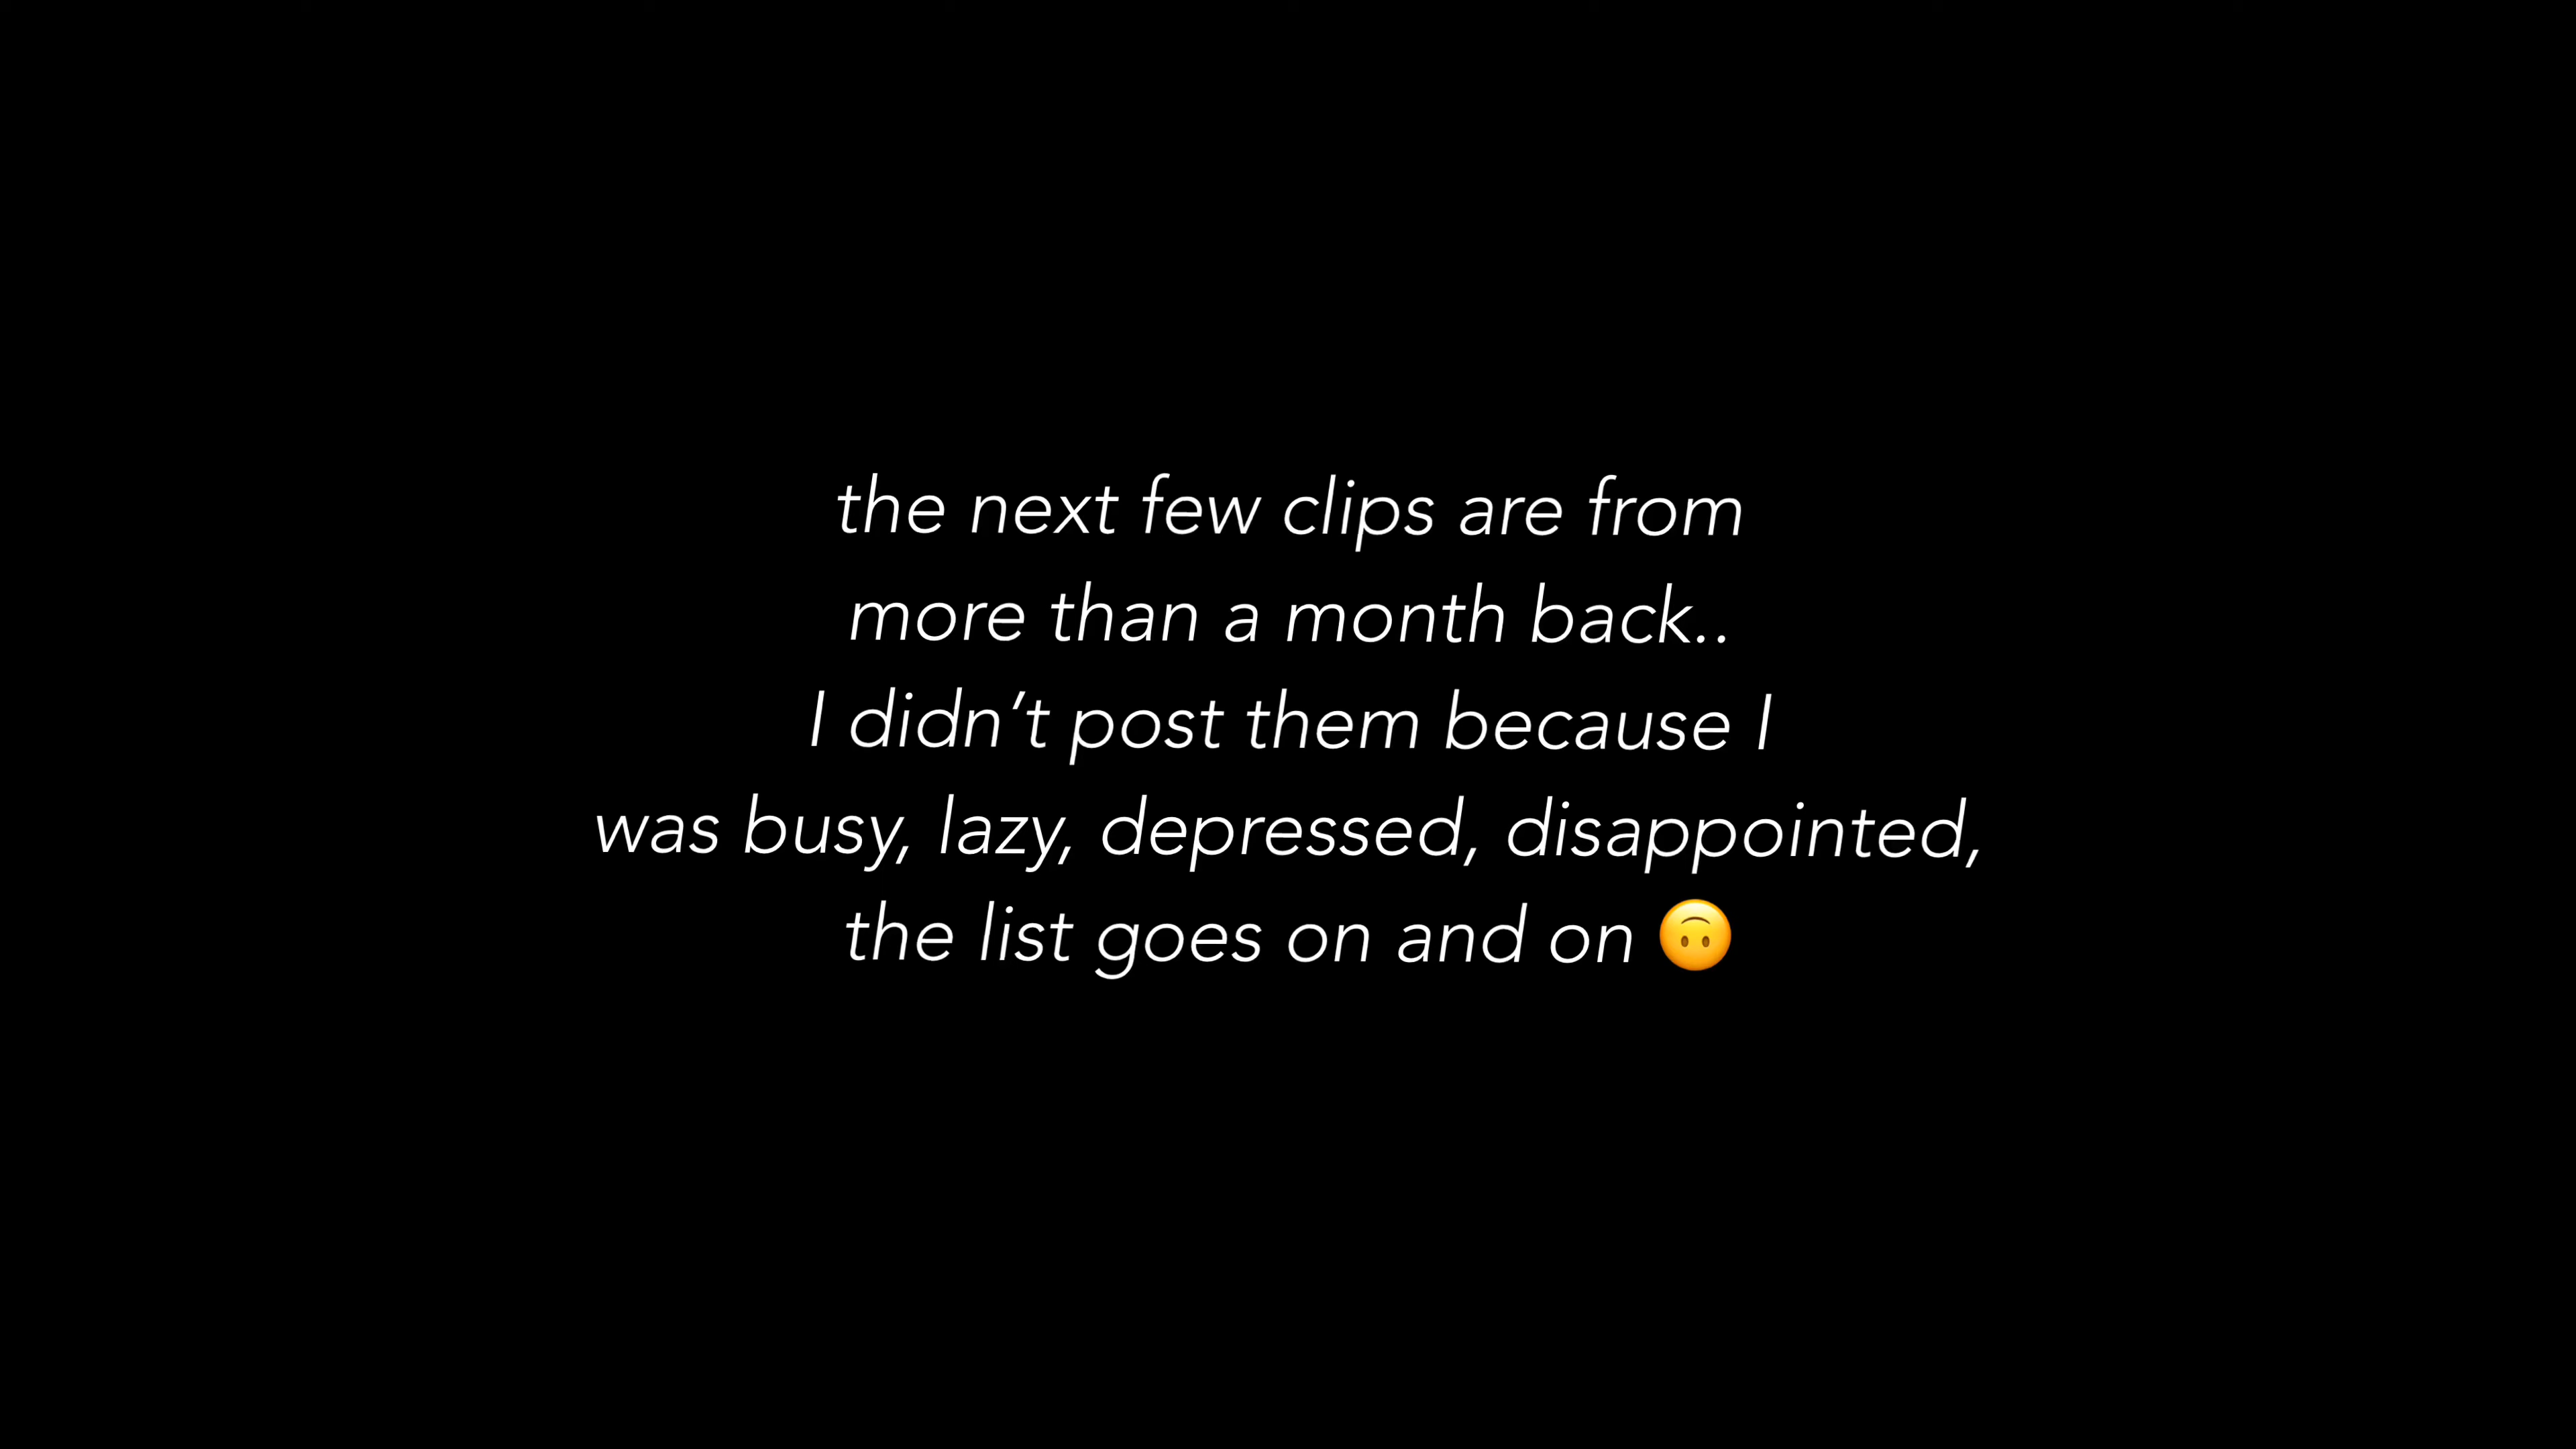 the next few clips are from
more than a month back..
I didn’t post them because I
was busy, lazy, depressed, disappointed,
the list goes on and on 🙃